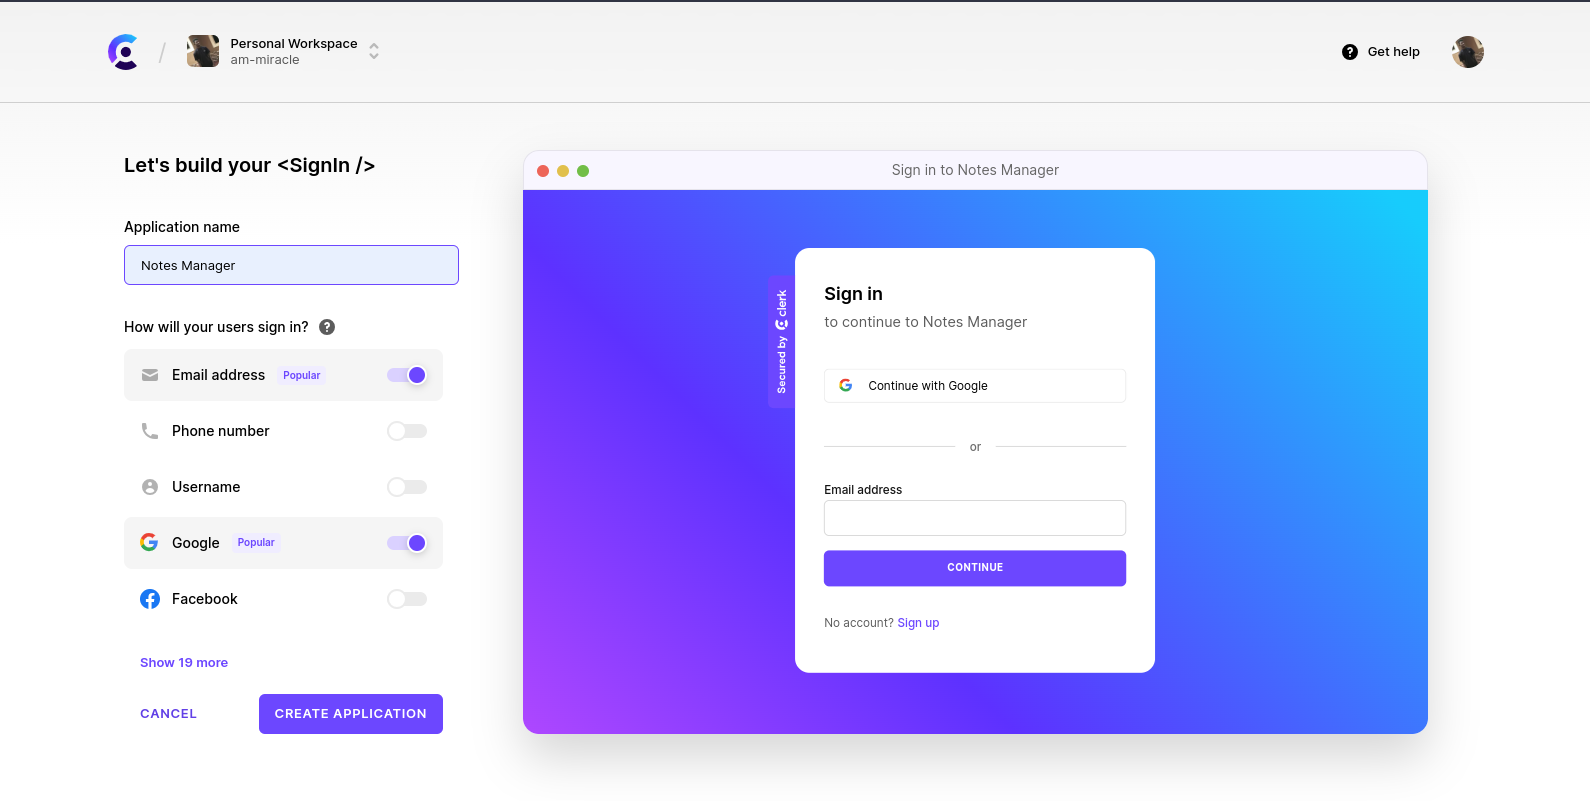 Personal Workspace
am-miracle
Get help
Let's build your <SignIn />
Application name
Notes Manager
How will your users sign in?
Email address Popular
Phone number
Username
Google Popular
Facebook
Show 19 more
CANCEL
CREATE APPLICATION
Sign in to Notes Manager
Secured by clerk
Sign in
to continue to Notes Manager
Continue with Google
or
Email address
CONTINUE
No account? Sign up